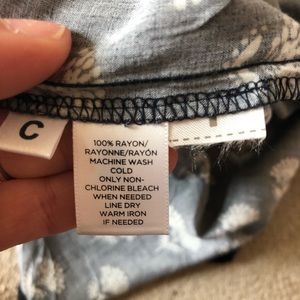 C
100% RAYON/
RAYONNE/RAYÓN
MACHINE WASH
COLD
ONLY NON-
CHLORINE BLEACH
WHEN NEEDED
LINE DRY
WARM IRON
IF NEEDED